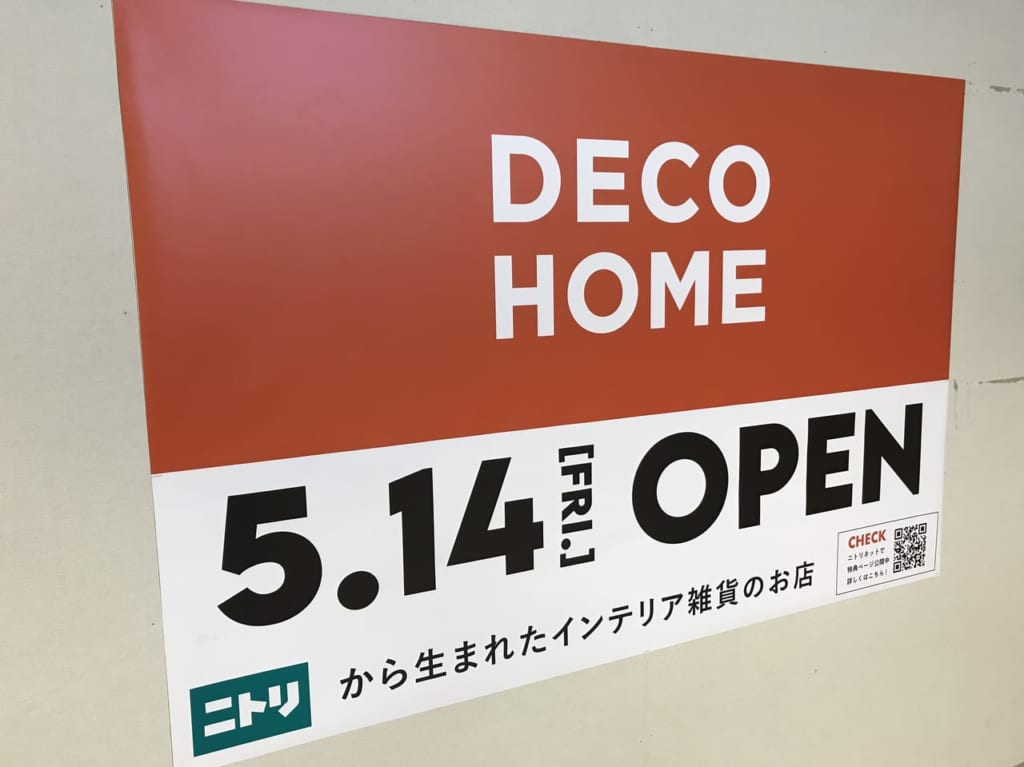 DECO
HOME
5.14 [FRI.] OPEN
ニトリ から生まれたインテリア雑貨のお店
CHECK
ニトリネットで
特典ページ公開中
詳しくはこちら!